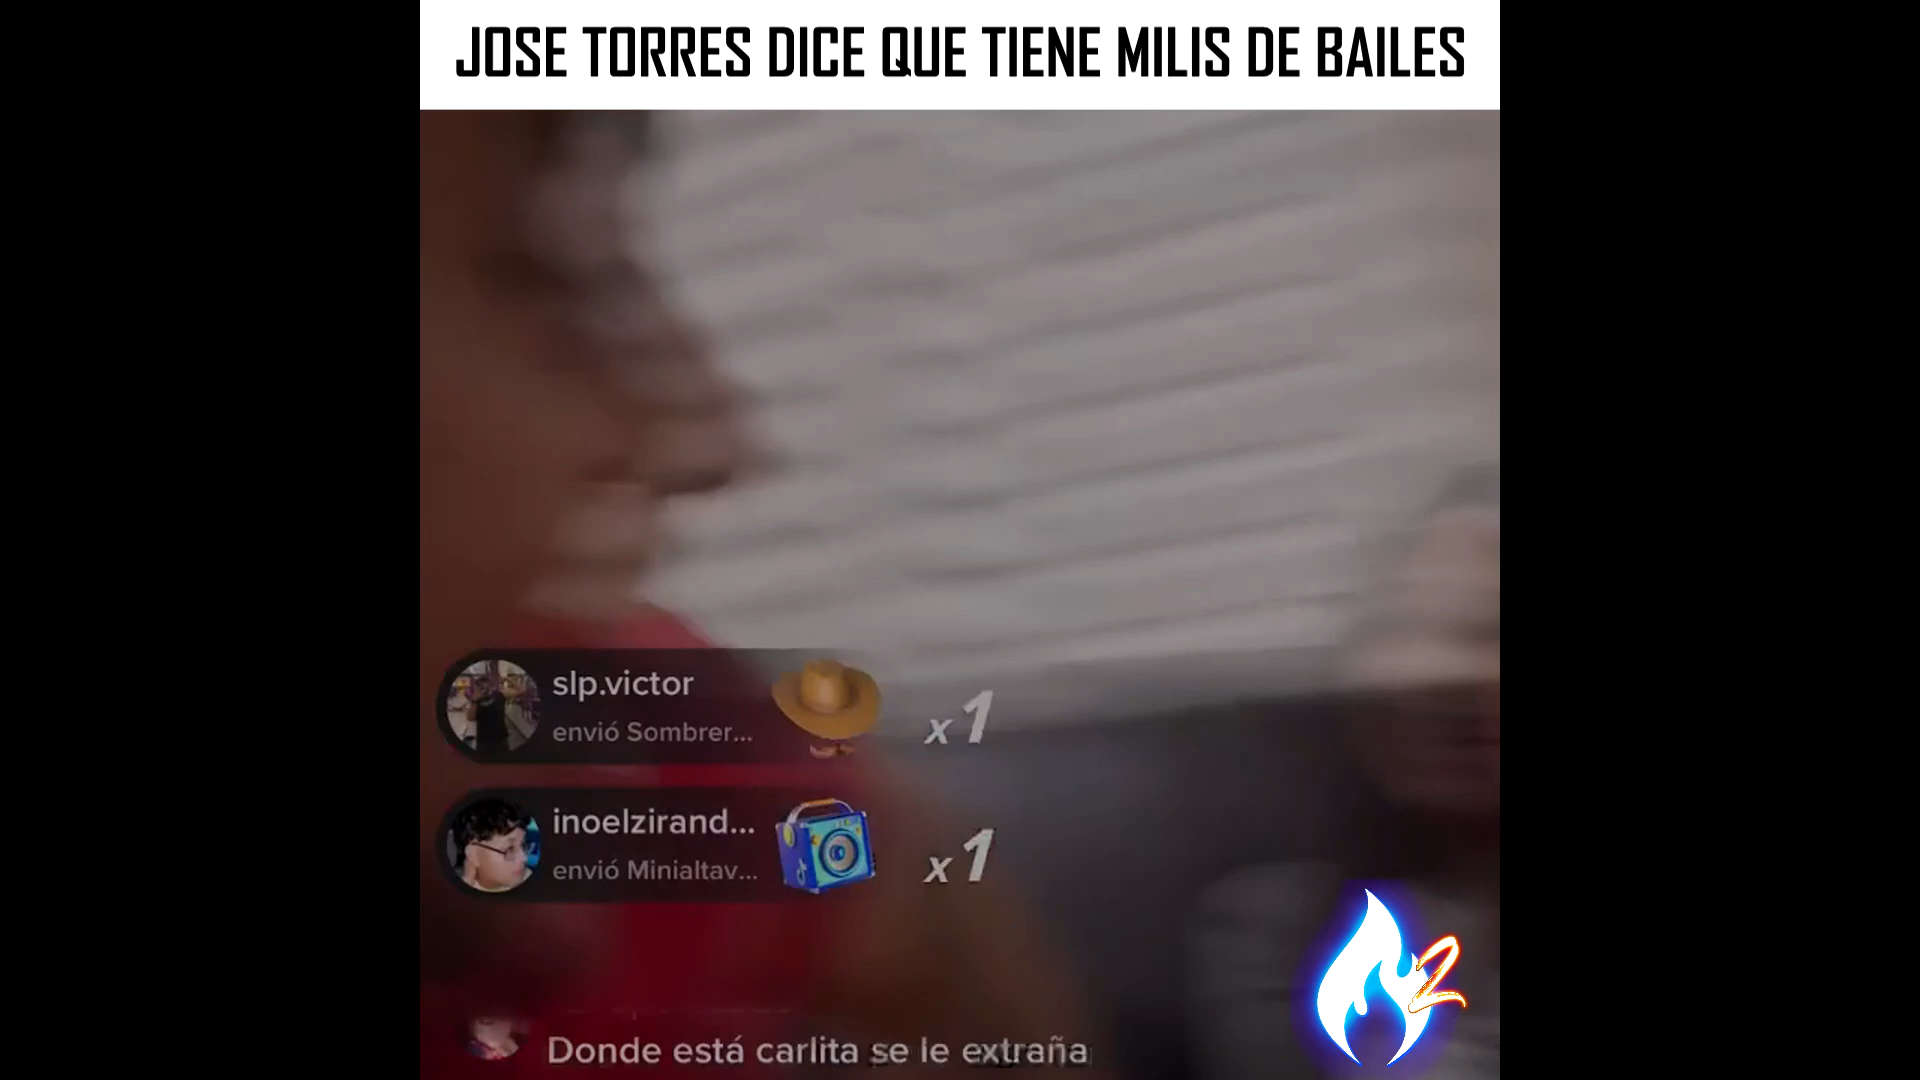 JOSE TORRES DICE QUE TIENE MILIS DE BAILES
slp.victor
envió Sombrer...
x1
inoelzirand...
envió Minialtav...
x1
2
Donde está carlita se le extraña